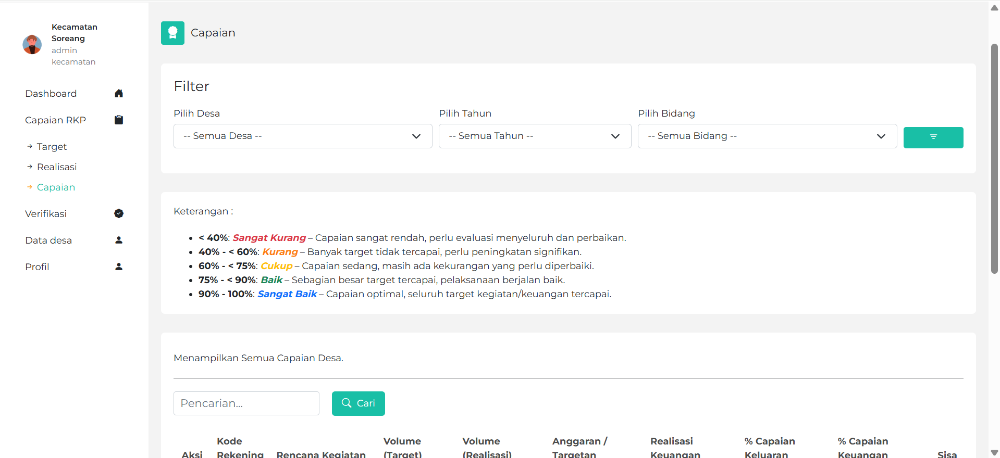 Kecamatan
Soreang
admin
kecamatan
Dashboard
Capaian RKP
Target
Realisasi
Capaian
Verifikasi
Data desa
Profil
Capaian
Filter
Pilih Desa
-- Semua Desa --
Pilih Tahun
-- Semua Tahun --
Pilih Bidang
-- Semua Bidang --
Keterangan :
< 40%: Sangat Kurang – Capaian sangat rendah, perlu evaluasi menyeluruh dan perbaikan.
40% - < 60%: Kurang – Banyak target tidak tercapai, perlu peningkatan signifikan.
60% - < 75%: Cukup – Capaian sedang, masih ada kekurangan yang perlu diperbaiki.
75% - < 90%: Baik – Sebagian besar target tercapai, pelaksanaan berjalan baik.
90% - 100%: Sangat Baik – Capaian optimal, seluruh target kegiatan/keuangan tercapai.
Menampilkan Semua Capaian Desa.
Pencarian...
Cari
Aksi
Kode
Rekening
Rencana Kegiatan
Volume
(Target)
Volume
(Realisasi)
Anggaran /
Targetan
Realisasi
Keuangan
% Capaian
Keluaran
% Capaian
Keuangan
Sisa